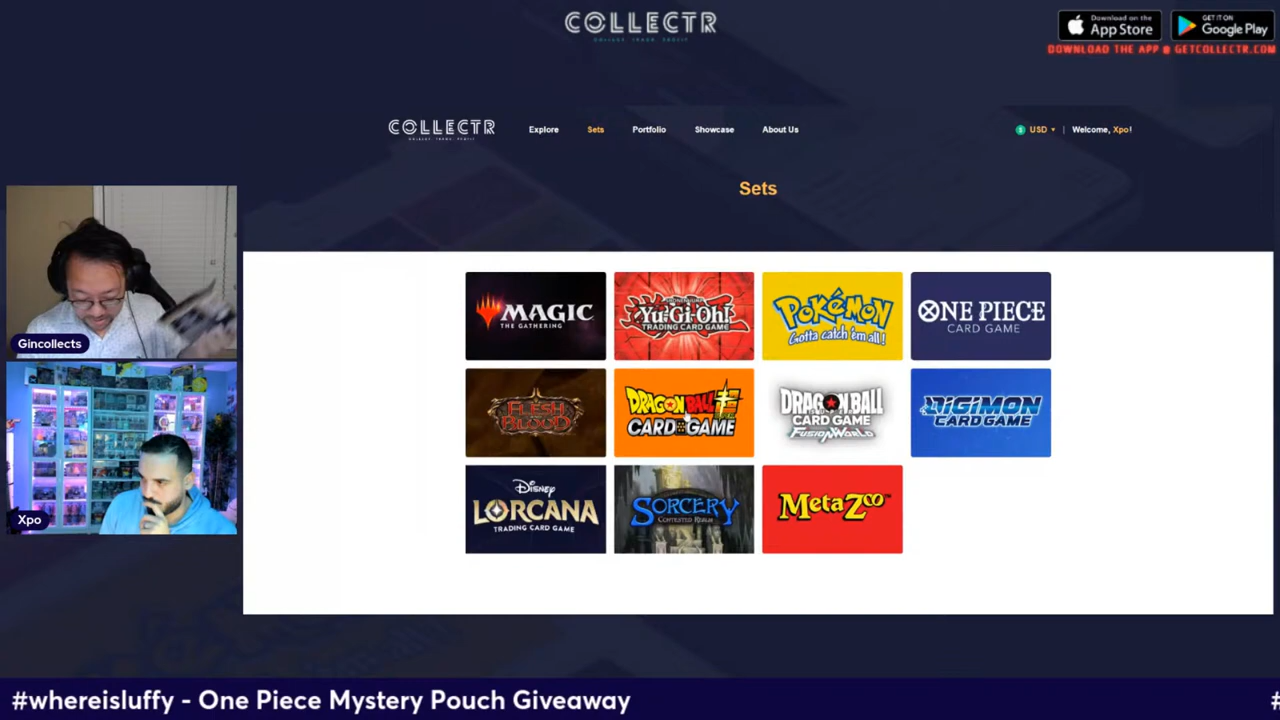 COLLECTR
COLLECT. TRADE. PROFIT.
Download on the
App Store
GET IT ON
Google Play
DOWNLOAD THE APP @ GETCOLLECTR.COM
COLLECTR
Explore
Sets
Portfolio
Showcase
About Us
USD
Welcome, Xpo!
Sets
MAGIC
THE GATHERING
Yu-Gi-Oh!
TRADING CARD GAME
POKéMON
Gotta catch 'em all!
ONE PIECE
CARD GAME
FLESH
BLOOD
DRAGON BALL
CARD GAME
DRAGON BALL
CARD GAME
FUSION WORLD
DIGIMON
CARD GAME
Disney
LORCANA
TRADING CARD GAME
SORCERY
CONTESTED REALM
MetaZoo
Gincollects
Xpo
#whereisluffy - One Piece Mystery Pouch Giveaway
#